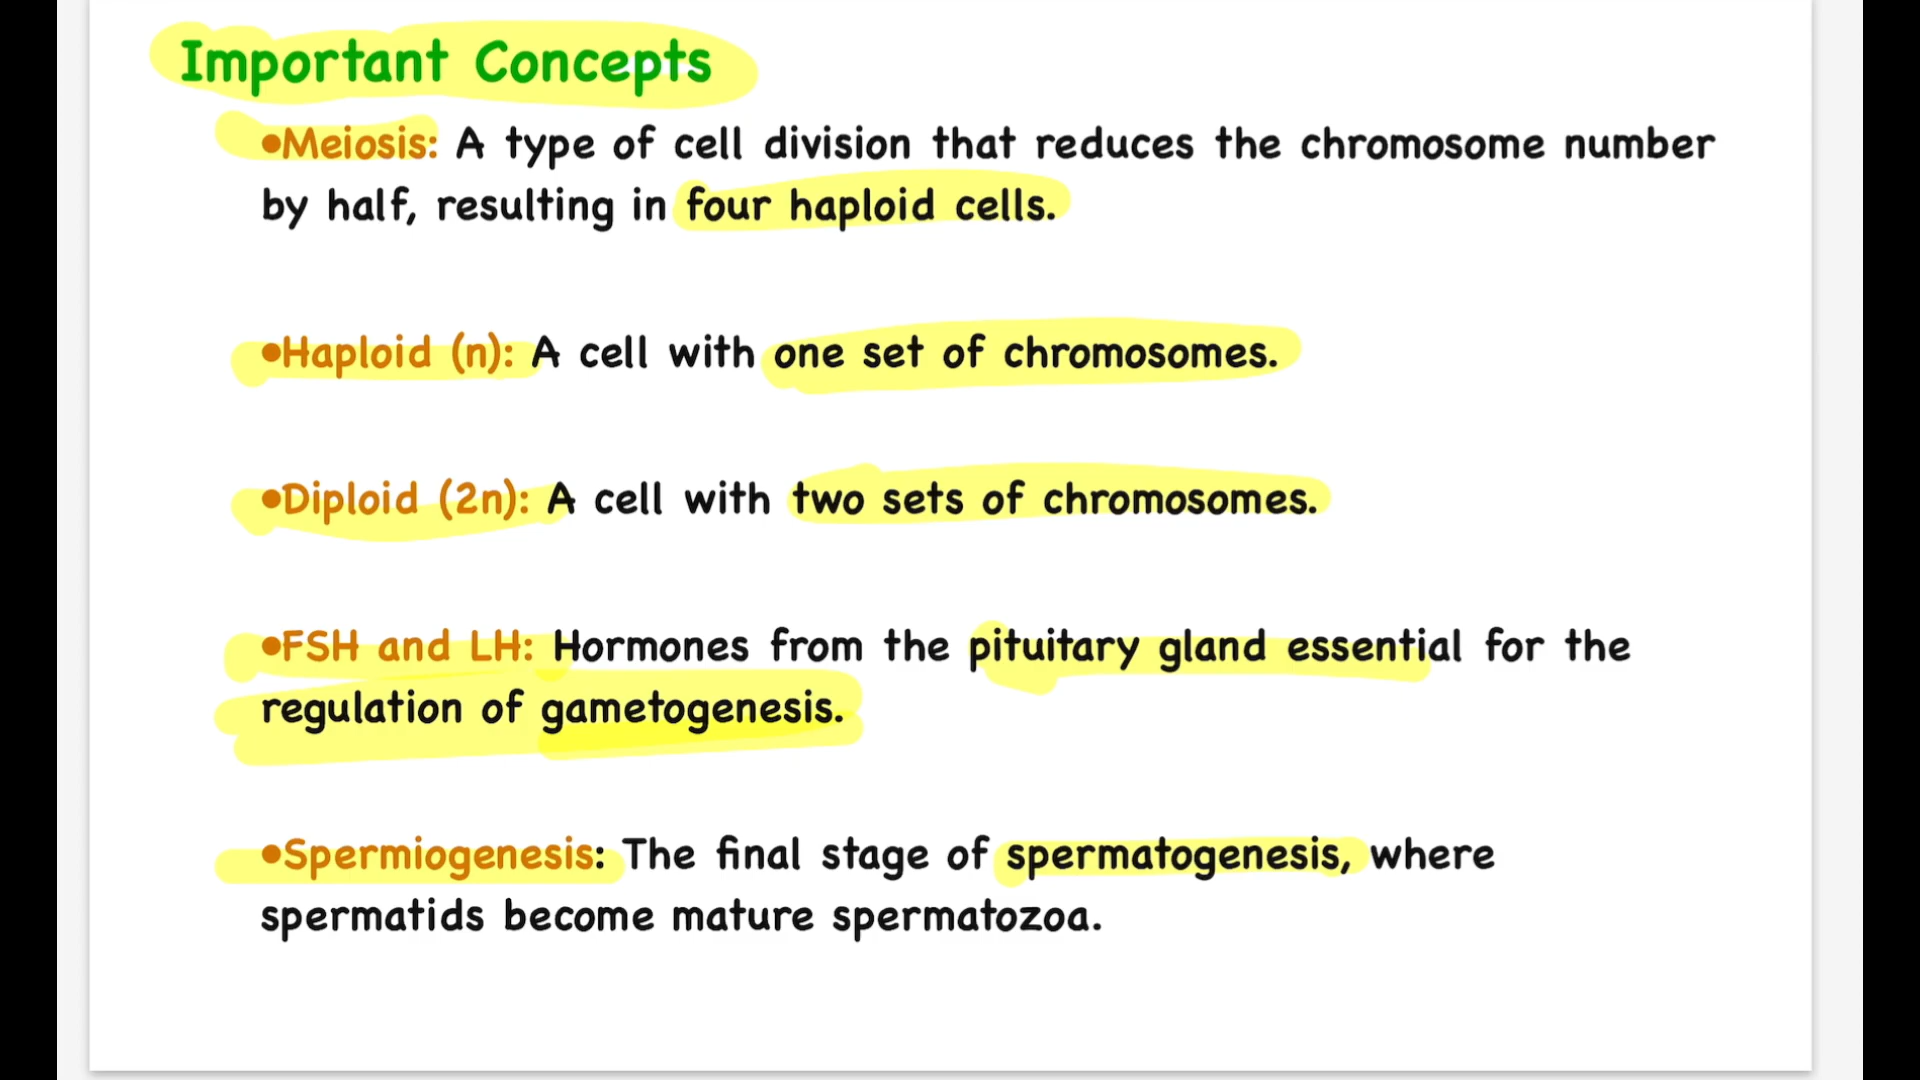 Important Concepts
•Meiosis: A type of cell division that reduces the chromosome number
by half, resulting in four haploid cells.
•Haploid (n): A cell with one set of chromosomes.
•Diploid (2n): A cell with two sets of chromosomes.
•FSH and LH: Hormones from the pituitary gland essential for the
regulation of gametogenesis.
•Spermiogenesis: The final stage of spermatogenesis, where
spermatids become mature spermatozoa.